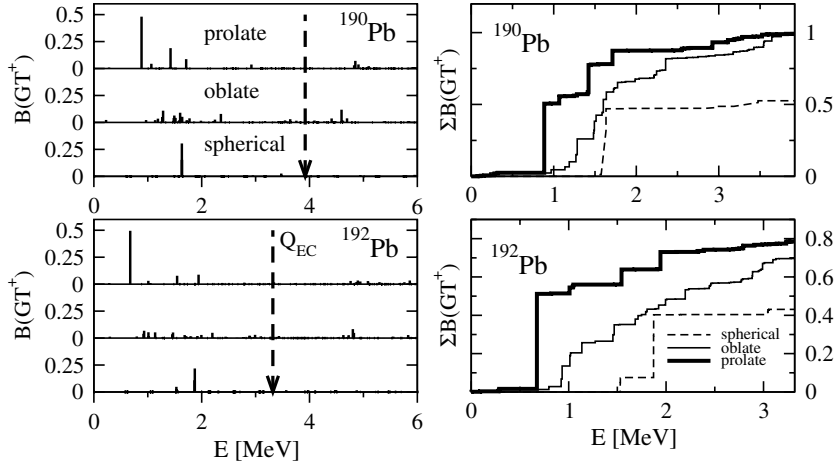 0.5
0.25
0
0.25
0
0.25
0
B(GT⁺)
prolate
oblate
spherical
¹⁹⁰Pb
0 2 4 6
¹⁹⁰Pb
1
0.5
0
ΣB(GT⁺)
0 1 2 3
0.5
0.25
0
0.25
0
0.25
0
B(GT⁺)
Q_EC
¹⁹²Pb
0 2 4 6
E [MeV]
¹⁹²Pb
0.8
0.6
0.4
0.2
0
ΣB(GT⁺)
spherical
oblate
prolate
0 1 2 3
E [MeV]